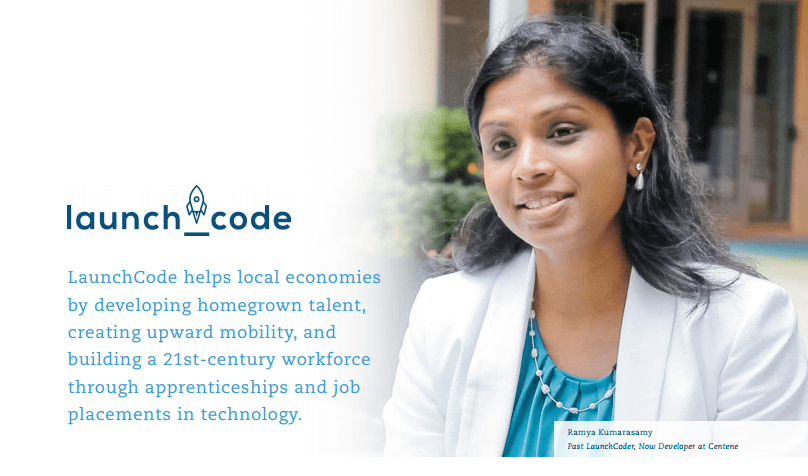 launch_code
LaunchCode helps local economies
by developing homegrown talent,
creating upward mobility, and
building a 21st-century workforce
through apprenticeships and job
placements in technology.
Ramya Kumarasamy
Past LaunchCoder, Now Developer at Centene